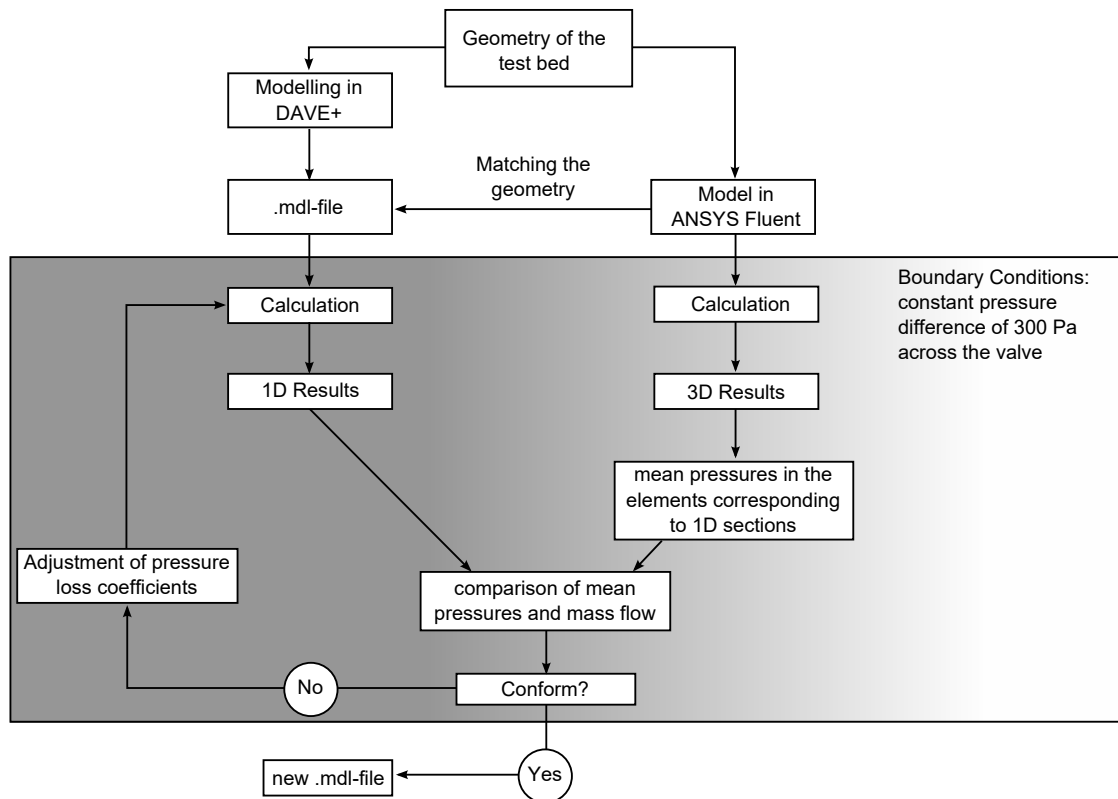 Geometry of the
test bed
Modelling in
DAVE+
Matching the
geometry
.mdl-file
Model in
ANSYS Fluent
Boundary Conditions:
constant pressure
difference of 300 Pa
across the valve
Calculation
Calculation
1D Results
3D Results
mean pressures in the
elements corresponding
to 1D sections
Adjustment of pressure
loss coefficients
comparison of mean
pressures and mass flow
No
Conform?
new .mdl-file
Yes